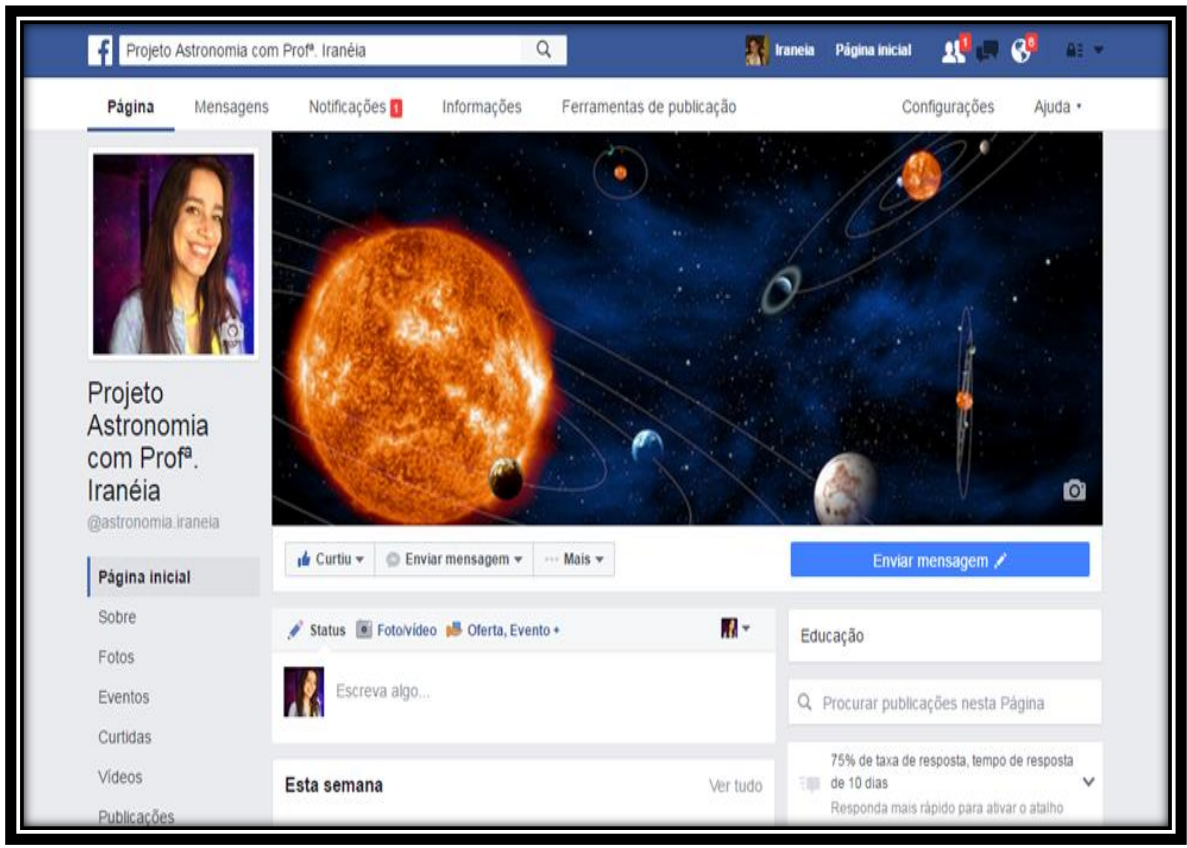 f Projeto Astronomia com Profª. Iranéia Iraneia Página inicial 1 8
Página Mensagens Notificações 1 Informações Ferramentas de publicação Configurações Ajuda
Projeto
Astronomia
com Profª.
Iranéia
@astronomia.iraneia
Curtiu Enviar mensagem ··· Mais Enviar mensagem
Página inicial
Sobre
Fotos
Eventos
Curtidas
Vídeos
Publicações
Status Foto/vídeo Oferta, Evento +
Escreva algo...
Esta semana Ver tudo
Educação
Procurar publicações nesta Página
75% de taxa de resposta, tempo de resposta
de 10 dias
Responda mais rápido para ativar o atalho